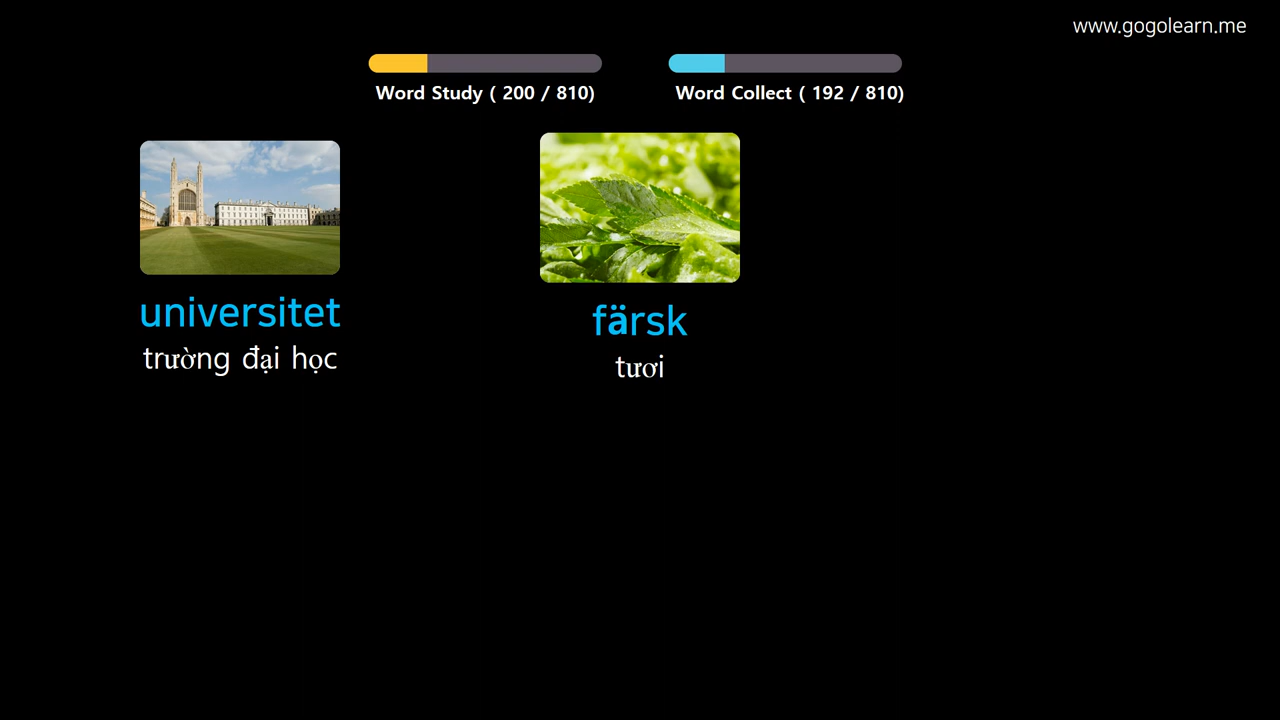 www.gogolearn.me
Word Study ( 200 / 810)
Word Collect ( 192 / 810)
universitet
trường đại học
färsk
tươi